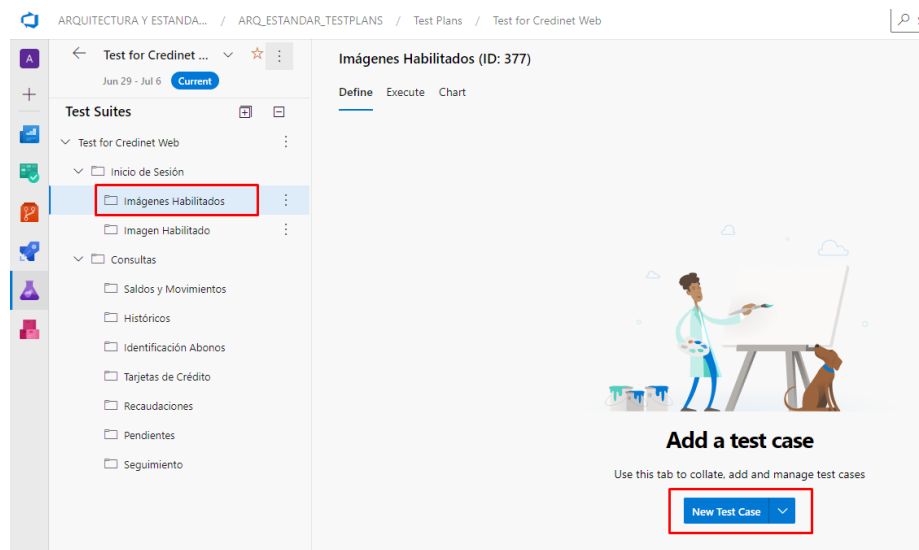 ARQUITECTURA Y ESTANDA... / ARQ_ESTANDAR_TESTPLANS / Test Plans / Test for Credinet Web
A
Test for Credinet ...
Jun 29 - Jul 6 Current
Test Suites
Test for Credinet Web
Inicio de Sesión
Imágenes Habilitados
Imagen Habilitado
Consultas
Saldos y Movimientos
Históricos
Identificación Abonos
Tarjetas de Crédito
Recaudaciones
Pendientes
Seguimiento
Imágenes Habilitados (ID: 377)
Define Execute Chart
Add a test case
Use this tab to collate, add and manage test cases
New Test Case